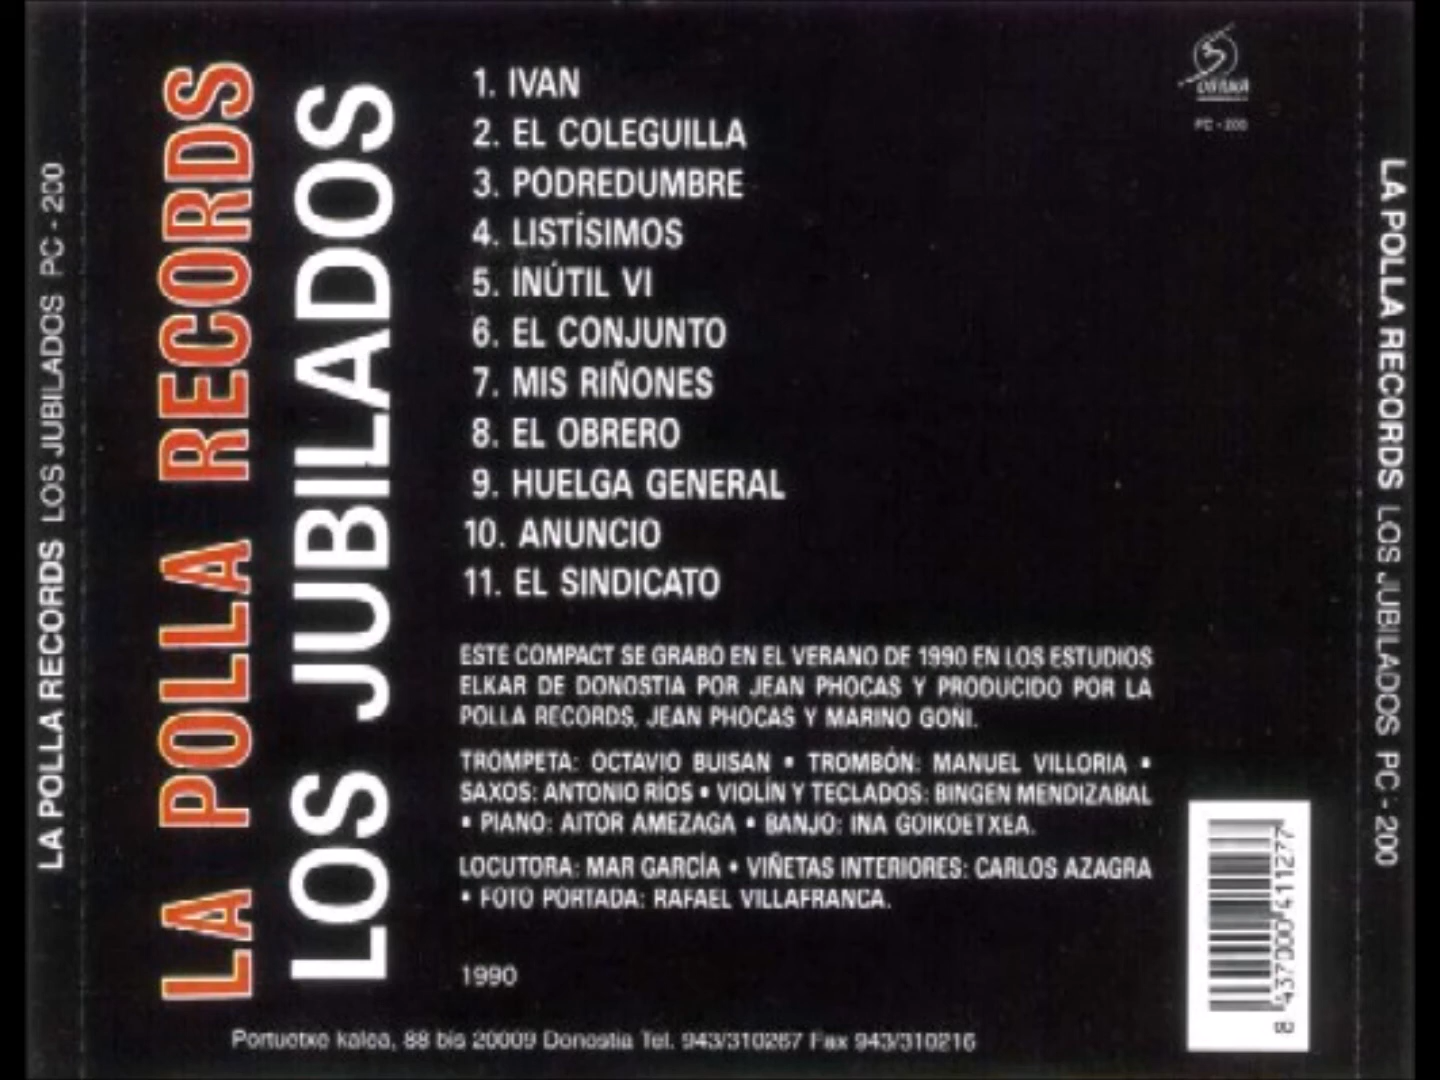 LA POLLA RECORDS LOS JUBILADOS PC - 200
LA POLLA RECORDS
LOS JUBILADOS
1. IVAN
2. EL COLEGUILLA
3. PODREDUMBRE
4. LISTÍSIMOS
5. INÚTIL VI
6. EL CONJUNTO
7. MIS RIÑONES
8. EL OBRERO
9. HUELGA GENERAL
10. ANUNCIO
11. EL SINDICATO
ESTE COMPACT SE GRABÓ EN EL VERANO DE 1990 EN LOS ESTUDIOS
ELKAR DE DONOSTIA POR JEAN PHOCAS Y PRODUCIDO POR LA
POLLA RECORDS, JEAN PHOCAS Y MARINO GOÑI.
TROMPETA: OCTAVIO BUISAN • TROMBÓN: MANUEL VILLORIA •
SAXOS: ANTONIO RÍOS • VIOLÍN Y TECLADOS: BINGEN MENDIZABAL
• PIANO: AITOR AMEZAGA • BANJO: INA GOIKOETXEA.
LOCUTORA: MAR GARCÍA • VIÑETAS INTERIORES: CARLOS AZAGRA
• FOTO PORTADA: RAFAEL VILLAFRANCA.
1990
Portuetxe kalea, 88 bis 20009 Donostia Tel. 943/310267 Fax 943/310216
PC - 200
8 437000 411277
LA POLLA RECORDS LOS JUBILADOS PC - 200